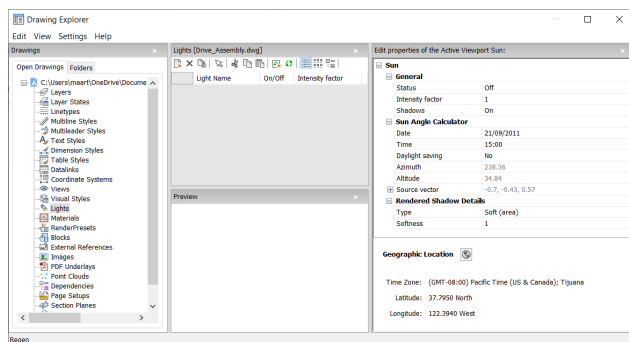 Drawing Explorer
Edit View Settings Help
Drawings
Open Drawings Folders
C:\Users\maart\OneDrive\Docume
Layers
Layer States
Linetypes
Multiline Styles
Multileader Styles
Text Styles
Dimension Styles
Table Styles
Datalinks
Coordinate Systems
Views
Visual Styles
Lights
Materials
RenderPresets
Blocks
External References
Images
PDF Underlays
Point Clouds
Dependencies
Page Setups
Section Planes
Lights [Drive_Assembly.dwg]
Light Name On/Off Intensity factor
Preview
Edit properties of the Active Viewport Sun:
Sun
General
Status Off
Intensity factor 1
Shadows On
Sun Angle Calculator
Date 21/09/2011
Time 15:00
Daylight saving No
Azimuth 238.36
Altitude 34.84
Source vector -0.7, -0.43, 0.57
Rendered Shadow Details
Type Soft (area)
Softness 1
Geographic Location
Time Zone: (GMT-08:00) Pacific Time (US & Canada); Tijuana
Latitude: 37.7950 North
Longitude: 122.3940 West
Regen